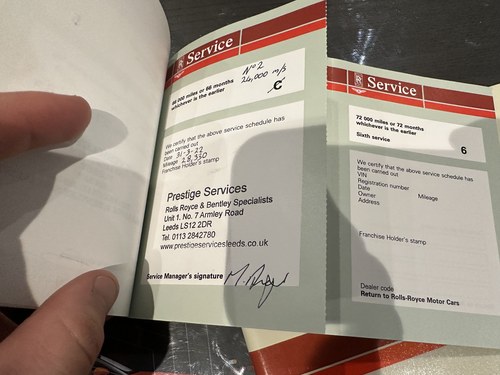 R
Service
60 000 miles or 60 months
whichever is the earlier
No 2
24,000 m/s
We certify that the above service schedule has
been carried out
Date 31-3-22
Mileage 28,350
Franchise Holder's stamp
Prestige Services
Rolls Royce & Bentley Specialists
Unit 1. No. 7 Armley Road
Leeds LS12 2DR
Tel. 0113 2842780
www.prestigeservicesleeds.co.uk
Service Manager's signature
R
Service
72 000 miles or 72 months
whichever is the earlier
Sixth service
6
We certify that the above service schedule has
been carried out
VIN
Registration number
Date Mileage
Owner
Address
Franchise Holder's stamp
Dealer code
Return to Rolls-Royce Motor Cars